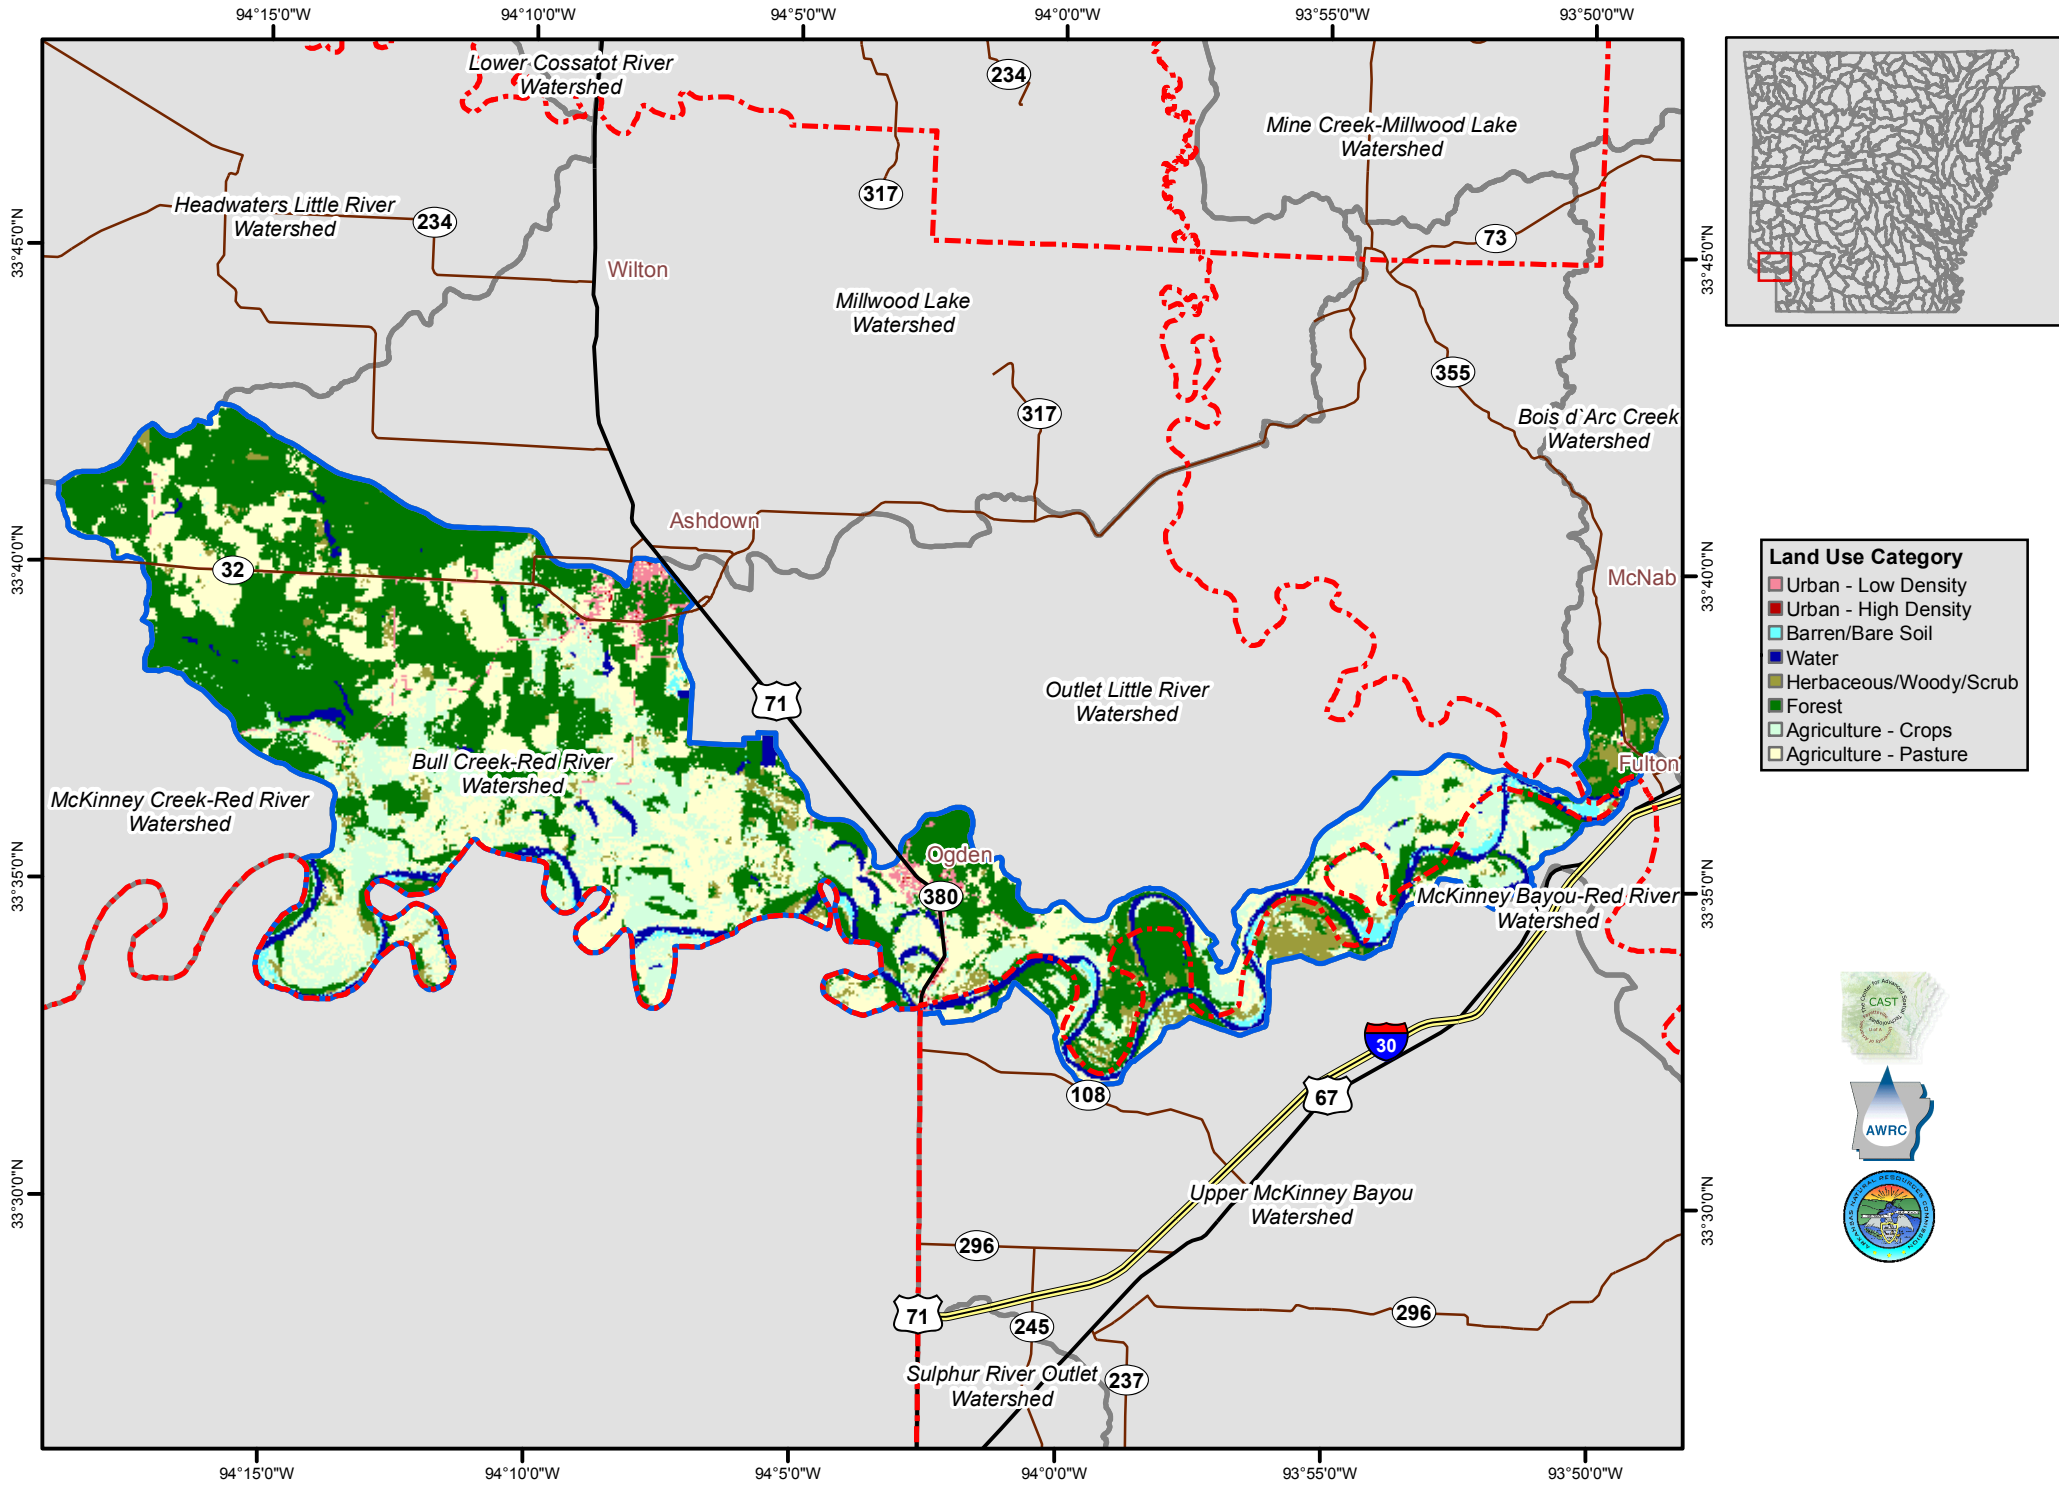 94°15'0"W
94°10'0"W
94°5'0"W
94°0'0"W
93°55'0"W
93°50'0"W
Lower Cossatot River
Watershed
234
Mine Creek-Millwood Lake
Watershed
317
Headwaters Little River
Watershed
234
73
33°45'0"N
33°45'0"N
Wilton
Millwood Lake
Watershed
355
317
Bois d`Arc Creek
Watershed
Ashdown
32
33°40'0"N
33°40'0"N
McNab
Land Use Category
Urban - Low Density
Urban - High Density
Barren/Bare Soil
Water
Herbaceous/Woody/Scrub
Forest
Agriculture - Crops
Agriculture - Pasture
71
Outlet Little River
Watershed
Bull Creek-Red River
Watershed
Fulton
McKinney Creek-Red River
Watershed
Ogden
380
33°35'0"N
33°35'0"N
McKinney Bayou-Red River
Watershed
30
67
108
CAST
AWRC
ARKANSAS NATURAL RESOURCES COMMISSION
Upper McKinney Bayou
Watershed
33°30'0"N
33°30'0"N
296
71
245
296
Sulphur River Outlet
Watershed
237
94°15'0"W
94°10'0"W
94°5'0"W
94°0'0"W
93°55'0"W
93°50'0"W